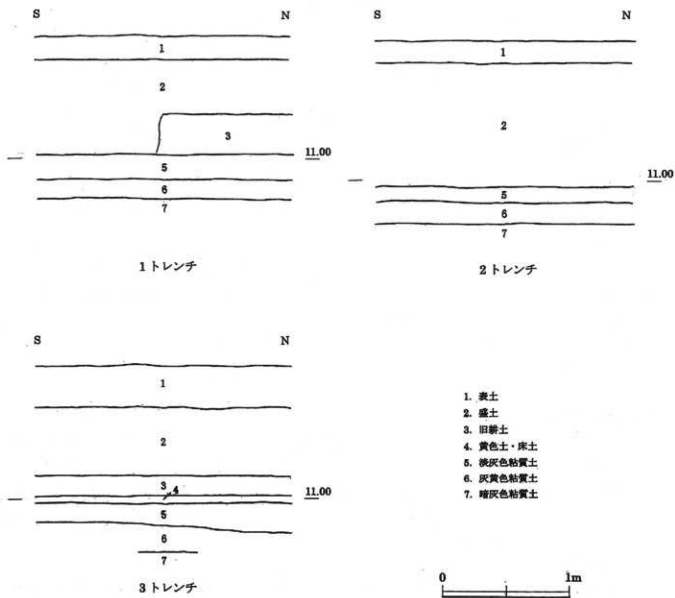 S N
1
2
3
11.00
5
6
7
1 トレンチ
S N
1
2
11.00
5
6
7
2 トレンチ
S N
1
2
3
4
11.00
5
6
7
3 トレンチ
1. 表土
2. 盛土
3. 旧耕土
4. 黄色土・床土
5. 淡灰色粘質土
6. 灰黄色粘質土
7. 暗灰色粘質土
0 1m